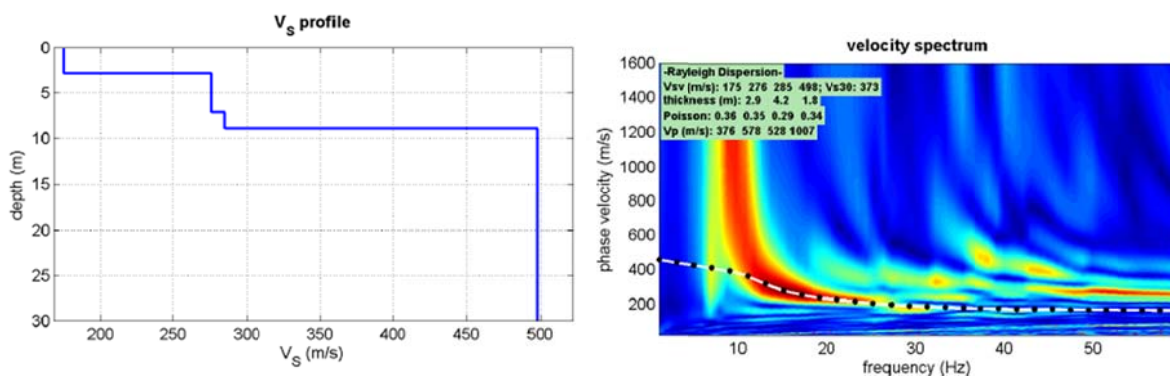 V_S profile
0
5
10
15
20
25
30
depth (m)
200 250 300 350 400 450 500
V_S (m/s)
velocity spectrum
1600
1400
1200
1000
800
600
400
200
phase velocity (m/s)
-Rayleigh Dispersion-
Vsv (m/s): 175 276 285 498; Vs30: 373
thickness (m): 2.9 4.2 1.8
Poisson: 0.36 0.35 0.29 0.34
Vp (m/s): 376 578 528 1007
10 20 30 40 50
frequency (Hz)